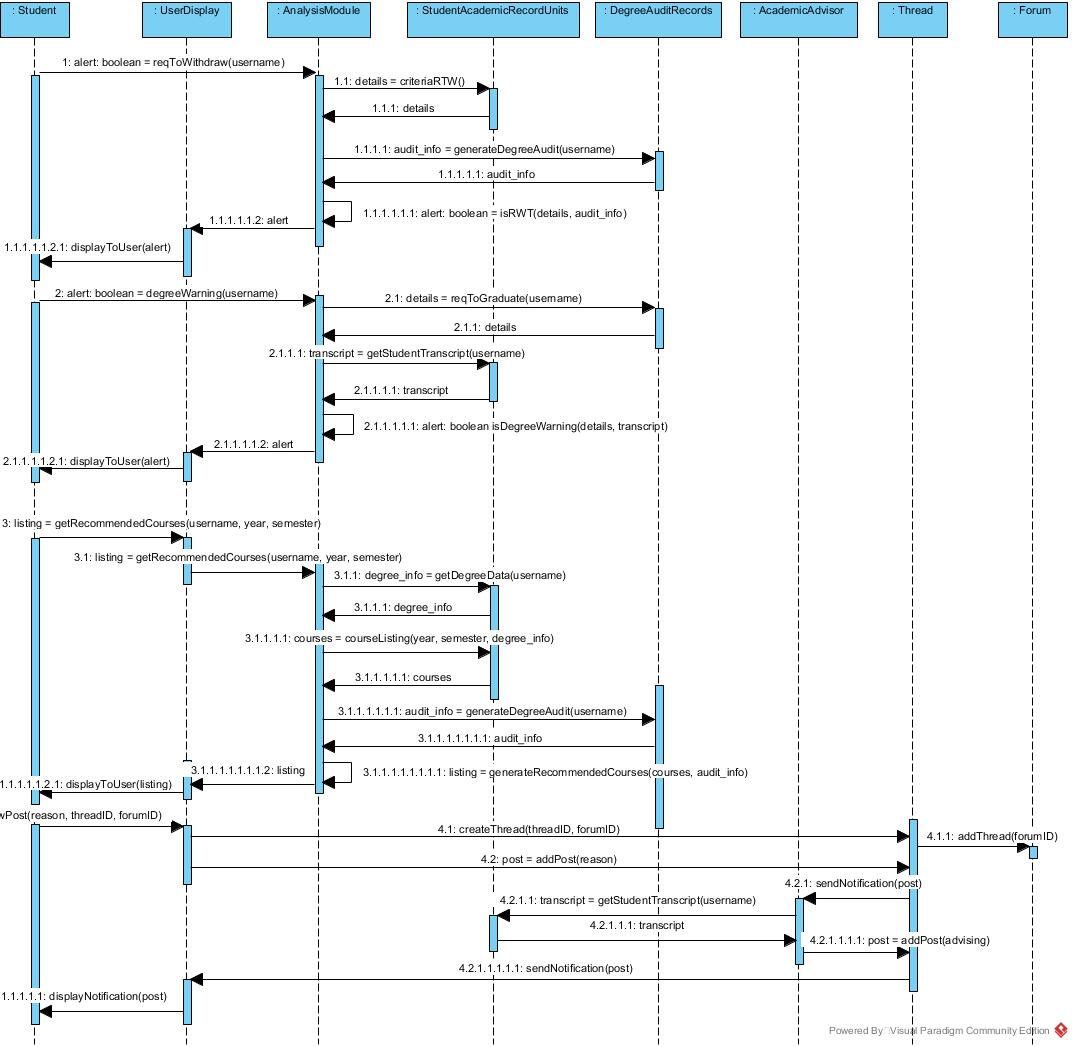 : Student
: UserDisplay
: AnalysisModule
: StudentAcademicRecordUnits
: DegreeAuditRecords
: AcademicAdvisor
: Thread
: Forum
1: alert: boolean = reqToWithdraw(username)
1.1: details = criteriaRTW()
1.1.1: details
1.1.1.1: audit_info = generateDegreeAudit(username)
1.1.1.1.1: audit_info
1.1.1.1.1.1: alert: boolean = isRWT(details, audit_info)
1.1.1.1.1.2: alert
1.1.1.1.1.2.1: displayToUser(alert)
2: alert: boolean = degreeWarning(username)
2.1: details = reqToGraduate(username)
2.1.1: details
2.1.1.1: transcript = getStudentTranscript(username)
2.1.1.1.1: transcript
2.1.1.1.1.1: alert: boolean isDegreeWarning(details, transcript)
2.1.1.1.1.2: alert
2.1.1.1.1.2.1: displayToUser(alert)
3: listing = getRecommendedCourses(username, year, semester)
3.1: listing = getRecommendedCourses(username, year, semester)
3.1.1: degree_info = getDegreeData(username)
3.1.1.1: degree_info
3.1.1.1.1: courses = courseListing(year, semester, degree_info)
3.1.1.1.1.1: courses
3.1.1.1.1.1.1: audit_info = generateDegreeAudit(username)
3.1.1.1.1.1.1.1: audit_info
3.1.1.1.1.1.1.1.2: listing
3.1.1.1.1.1.1.1.1: listing = generateRecommendedCourses(courses, audit_info)
1.1.1.1.1.2.1: displayToUser(listing)
wPost(reason, threadID, forumID)
4.1: createThread(threadID, forumID)
4.1.1: addThread(forumID)
4.2: post = addPost(reason)
4.2.1: sendNotification(post)
4.2.1.1: transcript = getStudentTranscript(username)
4.2.1.1.1: transcript
4.2.1.1.1.1: post = addPost(advising)
4.2.1.1.1.1.1: sendNotification(post)
1.1.1.1.1: displayNotification(post)
Powered By Visual Paradigm Community Edition